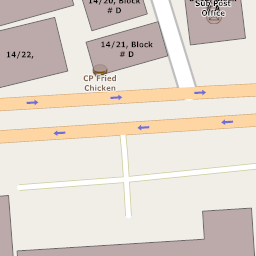 14/20, Block
# D
Sub Post
Office
14/21, Block
# D
14/22,
CP Fried
Chicken